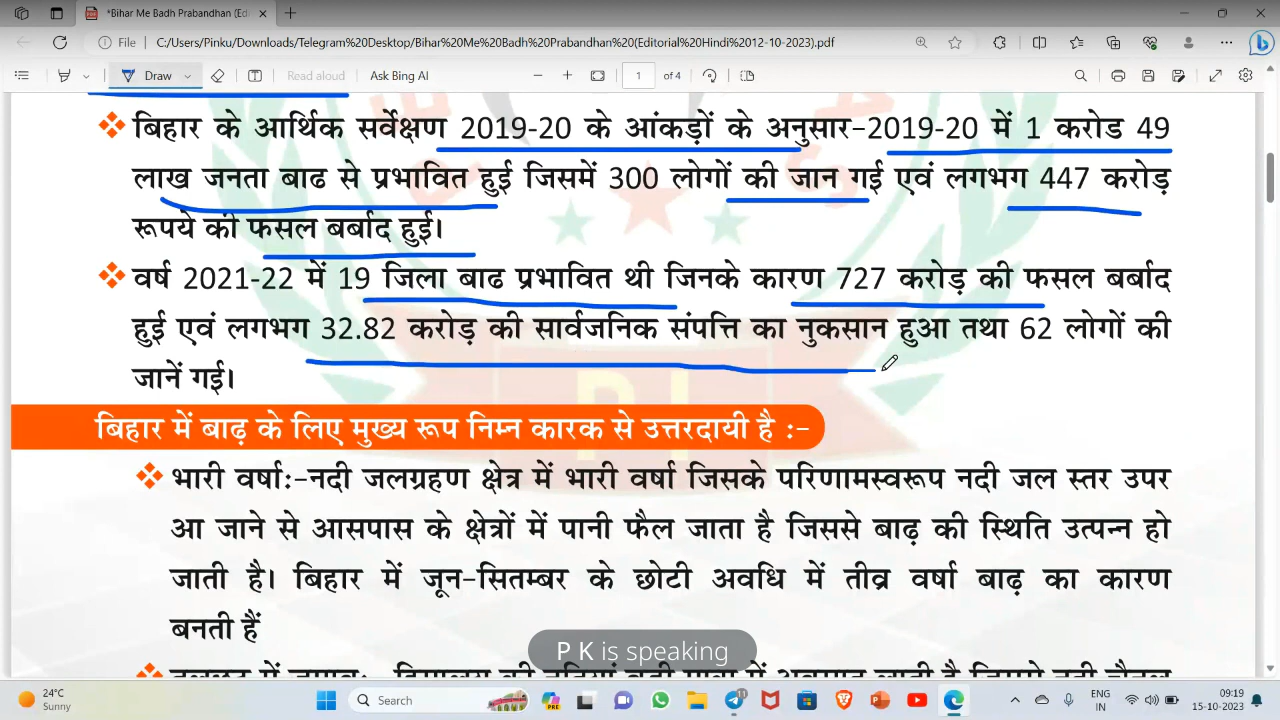 *Bihar Me Badh Prabandhan (Edi
File C:/Users/Pinku/Downloads/Telegram%20Desktop/Bihar%20Me%20Badh%20Prabandhan%20(Editorial%20Hindi%2012-10-2023).pdf
Draw Read aloud Ask Bing AI 1 of 4
बिहार के आर्थिक सर्वेक्षण 2019-20 के आंकड़ों के अनुसार-2019-20 में 1 करोड 49
लाख जनता बाढ से प्रभावित हुई जिसमें 300 लोगों की जान गई एवं लगभग 447 करोड़
रूपये की फसल बर्बाद हुई।
वर्ष 2021-22 में 19 जिला बाढ प्रभावित थी जिनके कारण 727 करोड़ की फसल बर्बाद
हुई एवं लगभग 32.82 करोड़ की सार्वजनिक संपत्ति का नुकसान हुआ तथा 62 लोगों की
जानें गई।
PI
बिहार में बाढ़ के लिए मुख्य रूप निम्न कारक से उत्तरदायी है :-
भारी वर्षाः-नदी जलग्रहण क्षेत्र में भारी वर्षा जिसके परिणामस्वरूप नदी जल स्तर उपर
आ जाने से आसपास के क्षेत्रों में पानी फैल जाता है जिससे बाढ़ की स्थिति उत्पन्न हो
जाती है। बिहार में जून-सितम्बर के छोटी अवधि में तीव्र वर्षा बाढ़ का कारण
बनती हैं
P K is speaking
24°C
Sunny
Search
PRE
11
ENG
IN
09:19
15-10-2023